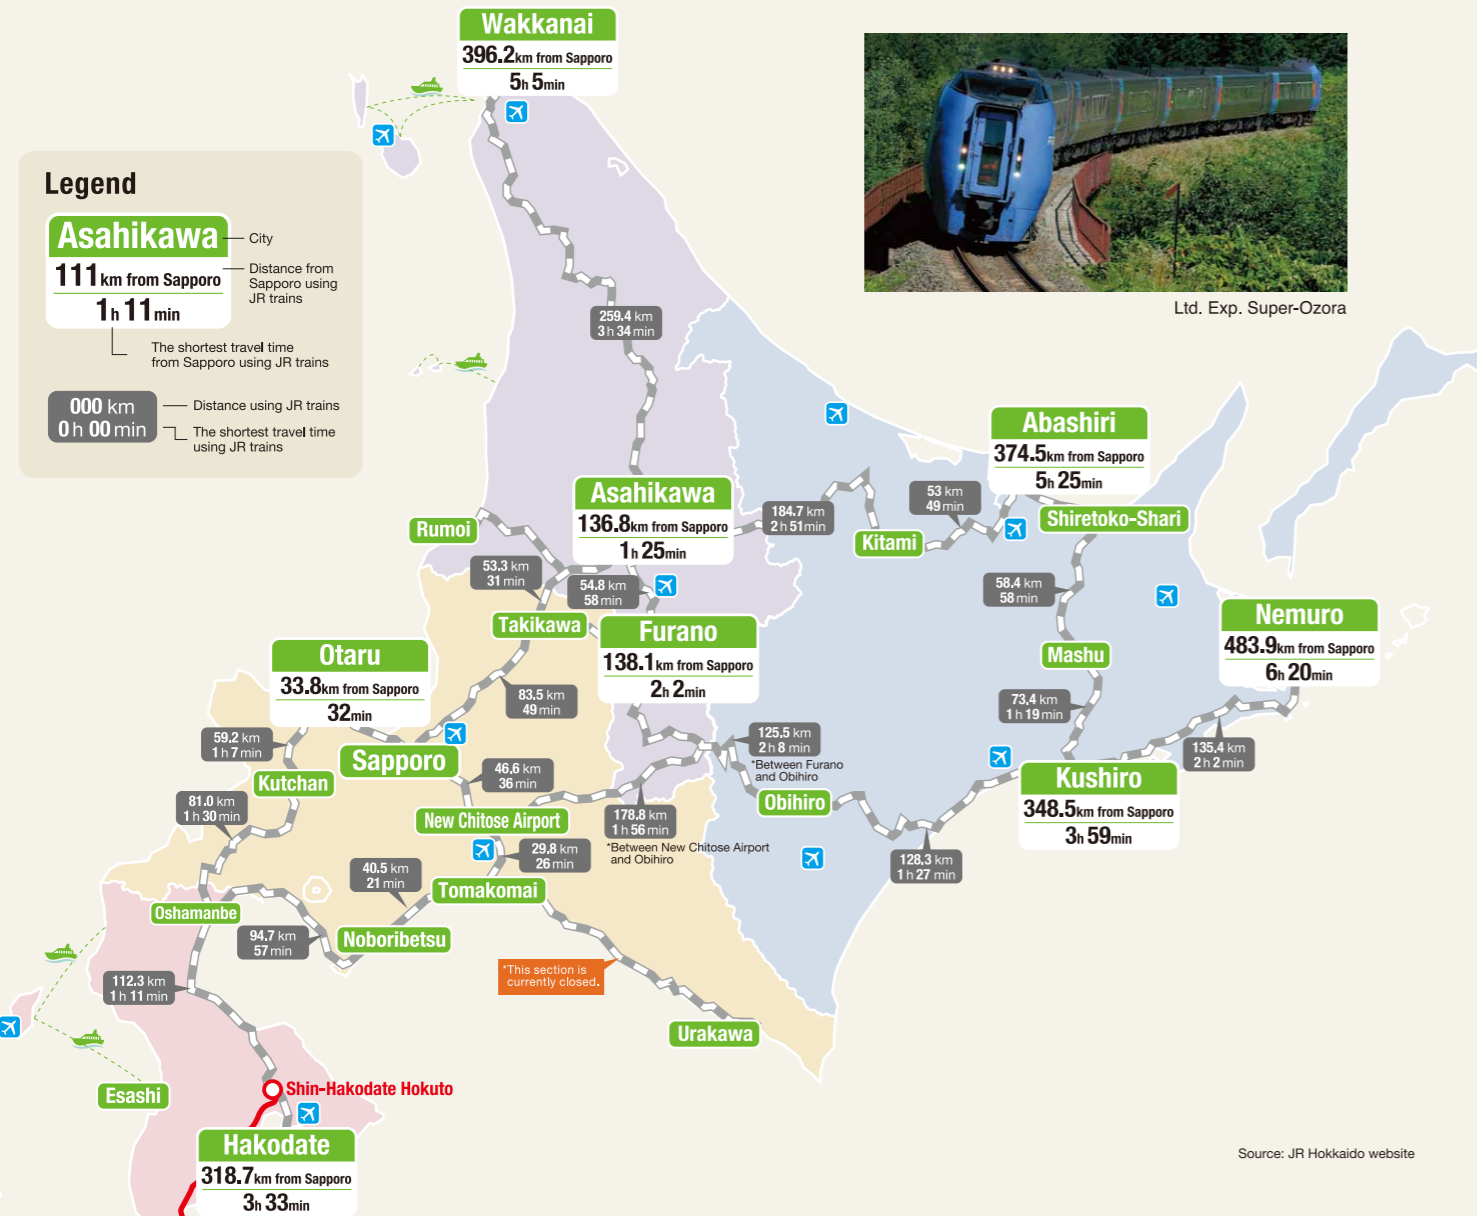 Wakkanai
396.2km from Sapporo
5h 5min
Legend
Asahikawa
City
111km from Sapporo
Distance from
Sapporo using
JR trains
1h 11min
The shortest travel time
from Sapporo using JR trains
000 km
0 h 00 min
Distance using JR trains
The shortest travel time
using JR trains
Ltd. Exp. Super-Ozora
259.4 km
3 h 34 min
Abashiri
374.5km from Sapporo
5h 25min
Asahikawa
136.8km from Sapporo
1h 25min
184.7 km
2 h 51min
53 km
49 min
Rumoi
Kitami
Shiretoko-Shari
53.3 km
31 min
54.8 km
58 min
58.4 km
58 min
Takikawa
Furano
138.1km from Sapporo
2h 2min
Nemuro
483.9km from Sapporo
6h 20min
Otaru
33.8km from Sapporo
32min
Mashu
83.5 km
49 min
73,4 km
1 h 19 min
59.2 km
1 h 7 min
125.5 km
2 h 8 min
*Between Furano
and Obihiro
135.4 km
2 h 2 min
Sapporo
46.6 km
36 min
Kutchan
Obihiro
Kushiro
348.5km from Sapporo
3h 59min
81.0 km
1 h 30 min
New Chitose Airport
178.8 km
1 h 56 min
*Between New Chitose Airport
and Obihiro
29.8 km
26 min
128.3 km
1 h 27 min
40.5 km
21 min
Tomakomai
Oshamanbe
94.7 km
57 min
Noboribetsu
*This section is
currently closed.
112.3 km
1 h 11 min
Urakawa
Esashi
Shin-Hakodate Hokuto
Hakodate
318.7km from Sapporo
3h 33min
Source: JR Hokkaido website